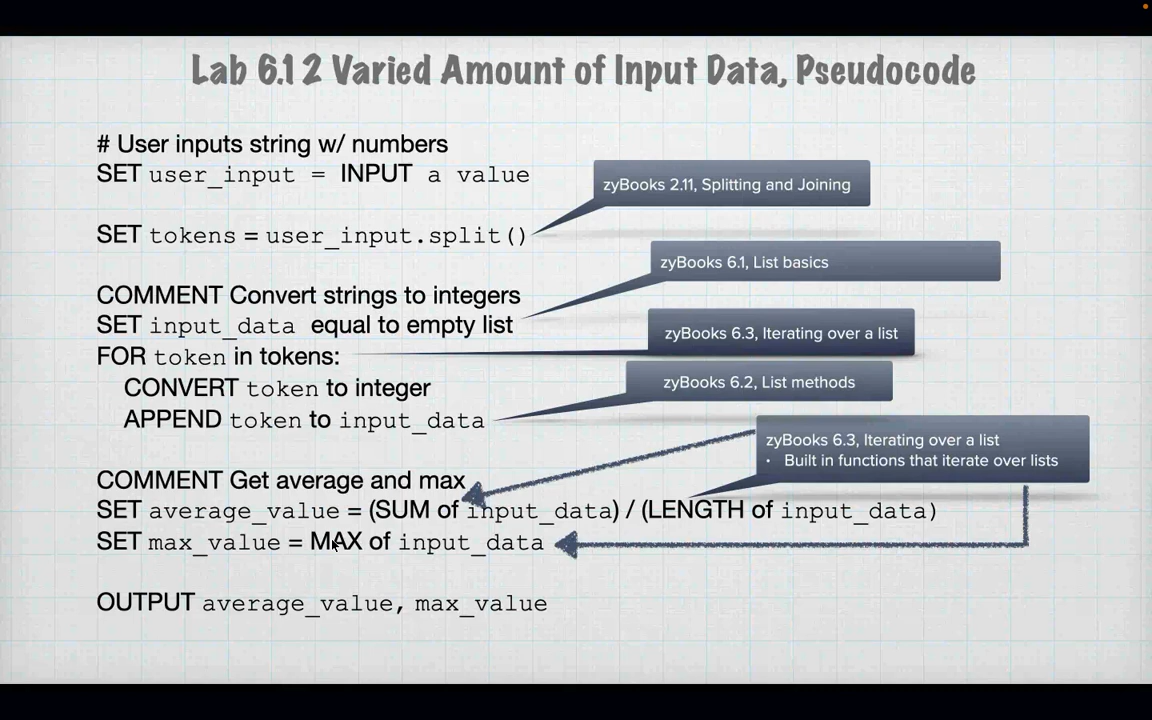 Lab 6.12 Varied Amount of Input Data, Pseudocode
# User inputs string w/ numbers
SET user_input = INPUT a value
zyBooks 2.11, Splitting and Joining
SET tokens = user_input.split()
zyBooks 6.1, List basics
COMMENT Convert strings to integers
SET input_data equal to empty list
zyBooks 6.3, Iterating over a list
FOR token in tokens:
CONVERT token to integer
zyBooks 6.2, List methods
APPEND token to input_data
zyBooks 6.3, Iterating over a list
• Built in functions that iterate over lists
COMMENT Get average and max
SET average_value = (SUM of input_data) / (LENGTH of input_data)
SET max_value = MAX of input_data
OUTPUT average_value, max_value